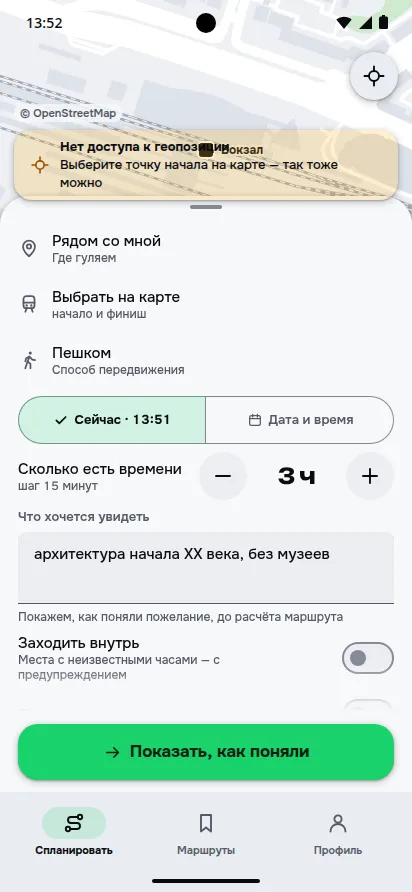 13:52
© OpenStreetMap
Нет доступа к геопозиции
Вокзал
Выберите точку начала на карте — так тоже
можно
Рядом со мной
Где гуляем
Выбрать на карте
начало и финиш
Пешком
Способ передвижения
Сейчас · 13:51
Дата и время
Сколько есть времени
шаг 15 минут
3 ч
Что хочется увидеть
архитектура начала XX века, без музеев
Покажем, как поняли пожелание, до расчёта маршрута
Заходить внутрь
Места с неизвестными часами — с
предупреждением
Показать, как поняли
Спланировать
Маршруты
Профиль